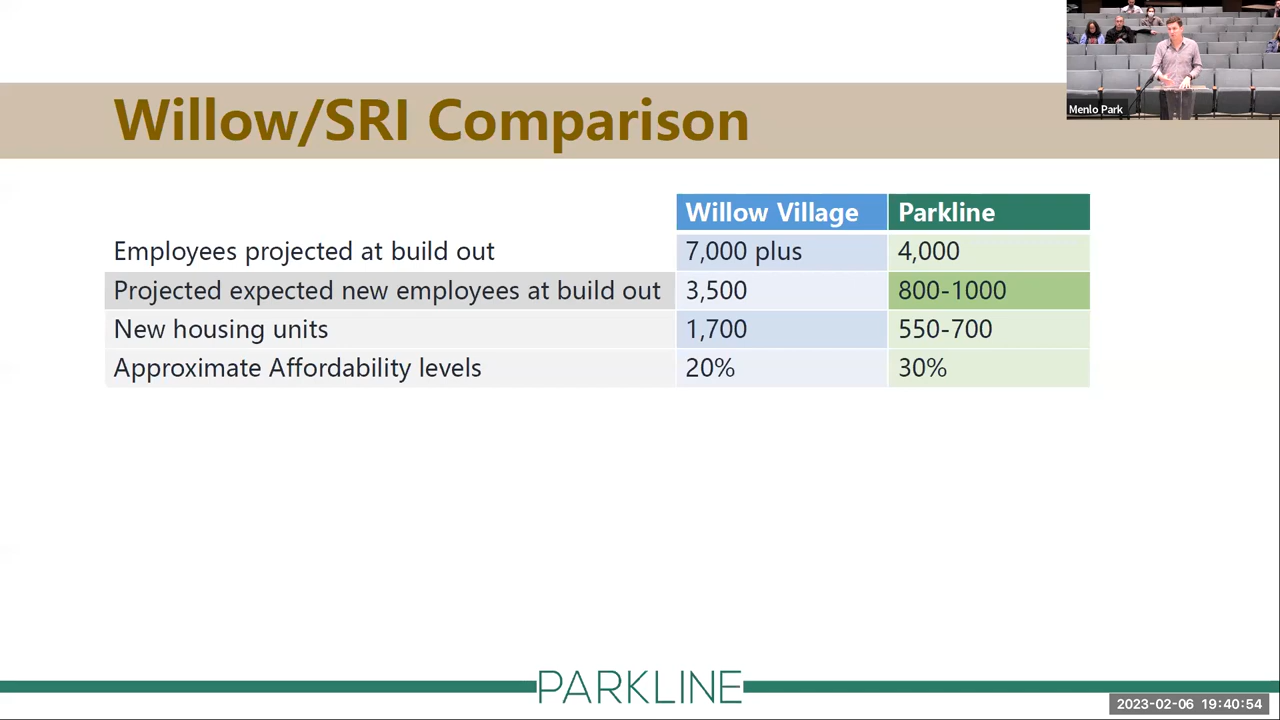 Menlo Park
Willow/SRI Comparison
Willow Village Parkline
Employees projected at build out 7,000 plus 4,000
Projected expected new employees at build out 3,500 800-1000
New housing units 1,700 550-700
Approximate Affordability levels 20% 30%
PARKLINE
2023-02-06 19:40:54